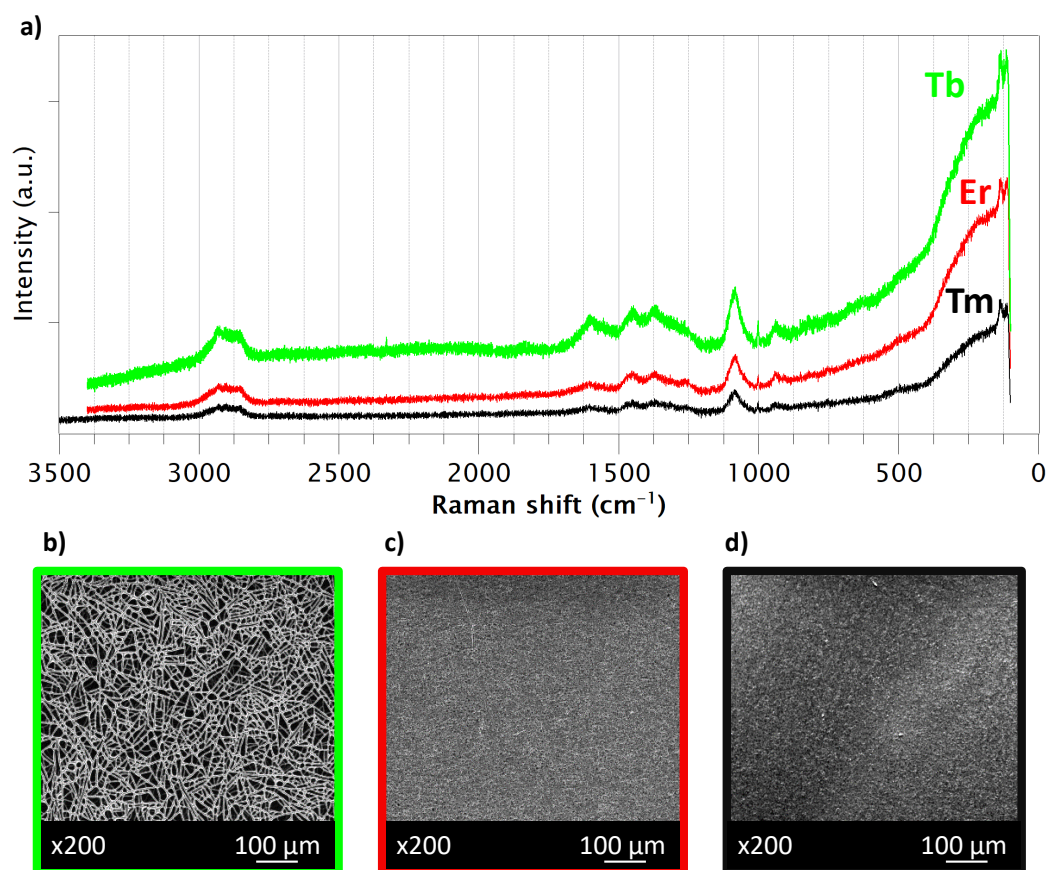 a)
Tb
Er
Tm
Intensity (a.u.)
3500 3000 2500 2000 1500 1000 500 0
Raman shift (cm⁻¹)
b) c) d)
x200 100 µm x200 100 µm x200 100 µm